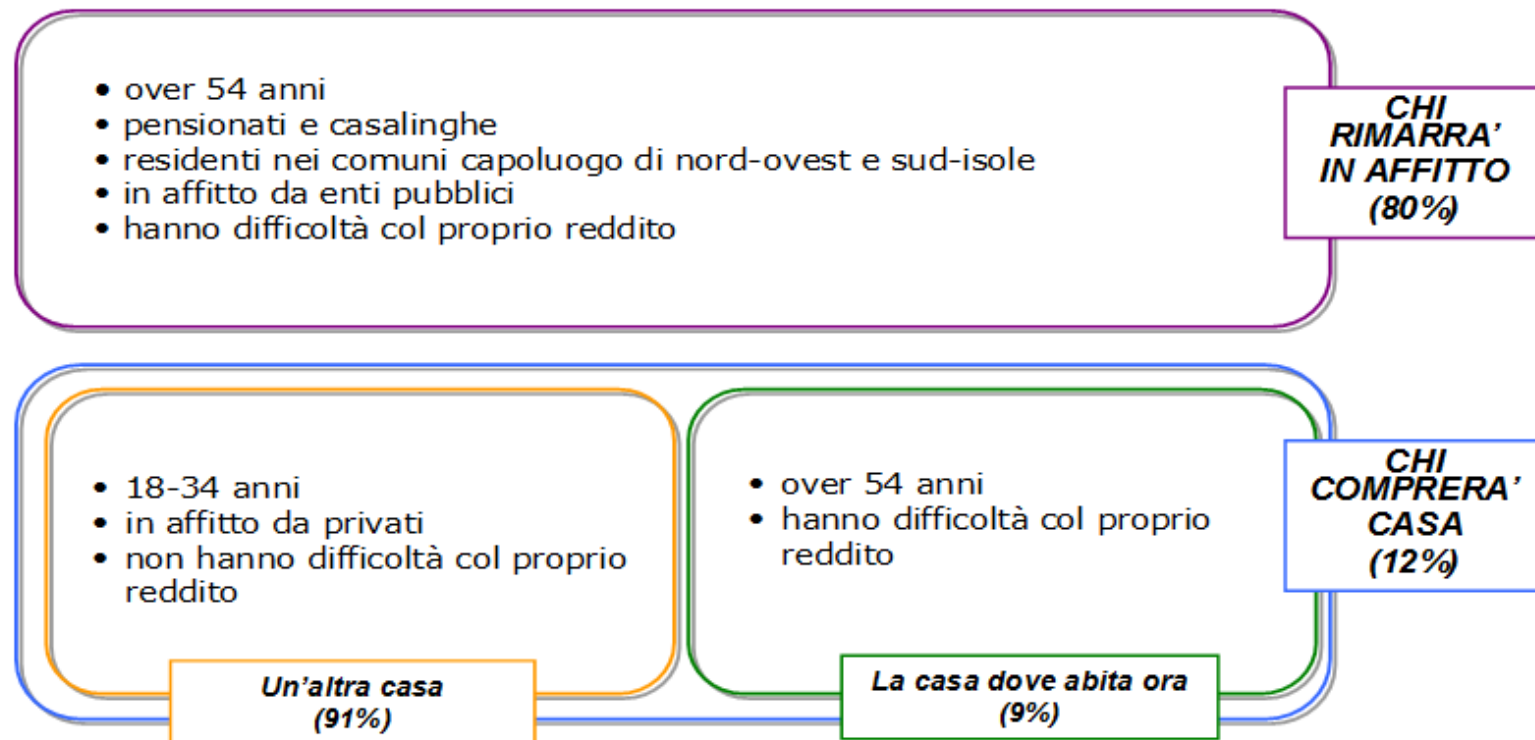 • over 54 anni
• pensionati e casalinghe
• residenti nei comuni capoluogo di nord-ovest e sud-isole
• in affitto da enti pubblici
• hanno difficoltà col proprio reddito
CHI
RIMARRA'
IN AFFITTO
(80%)
• 18-34 anni
• in affitto da privati
• non hanno difficoltà col proprio
reddito
Un'altra casa
(91%)
• over 54 anni
• hanno difficoltà col proprio
reddito
La casa dove abita ora
(9%)
CHI
COMPRERA'
CASA
(12%)